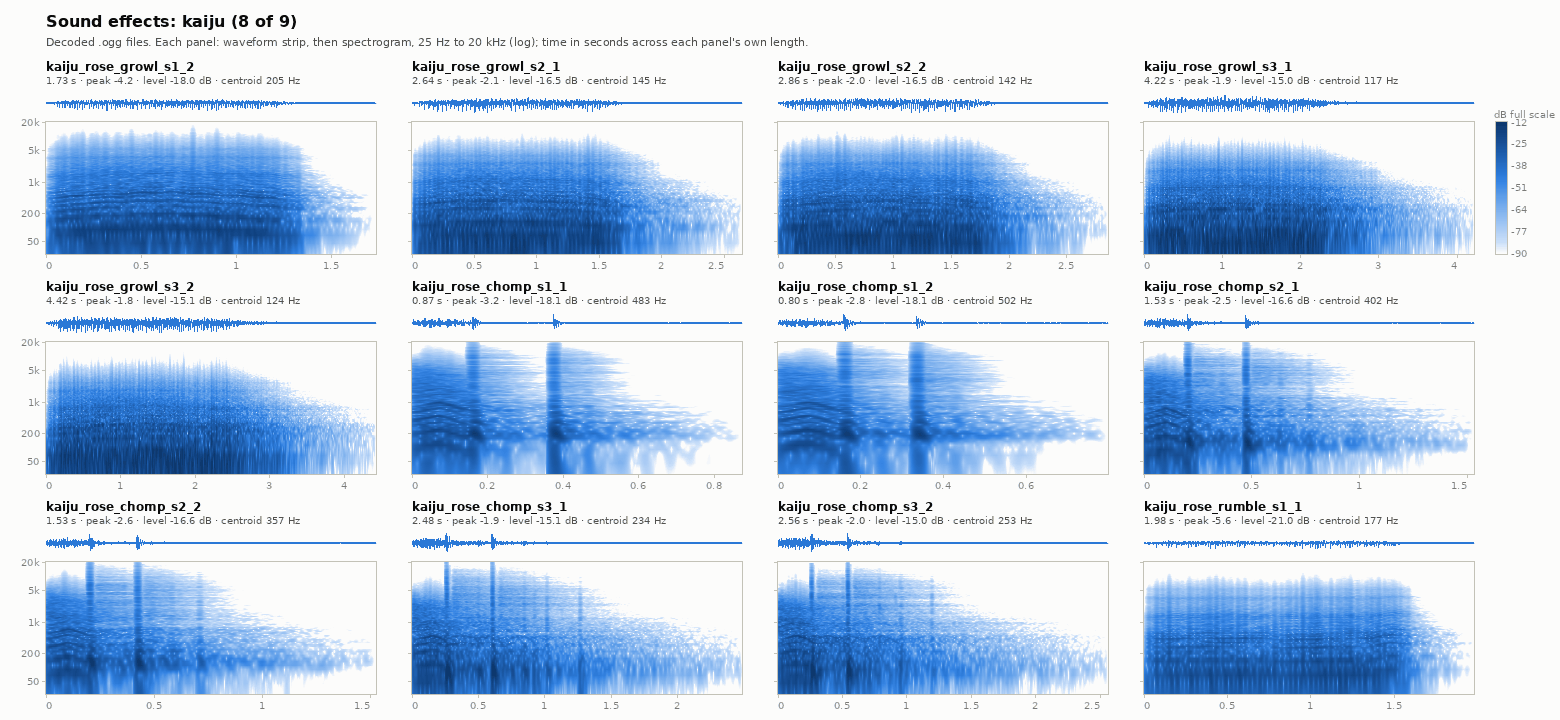 Sound effects: kaiju (8 of 9)
Decoded .ogg files. Each panel: waveform strip, then spectrogram, 25 Hz to 20 kHz (log); time in seconds across each panel's own length.
kaiju_rose_growl_s1_2 kaiju_rose_growl_s2_1 kaiju_rose_growl_s2_2 kaiju_rose_growl_s3_1
1.73 s · peak -4.2 · level -18.0 dB · centroid 205 Hz 2.64 s · peak -2.1 · level -16.5 dB · centroid 145 Hz 2.86 s · peak -2.0 · level -16.5 dB · centroid 142 Hz 4.22 s · peak -1.9 · level -15.0 dB · centroid 117 Hz
dB full scale
20k -12
5k -25
-38
1k -51
200 -64
50 -77
-90
0 0.5 1 1.5 0 0.5 1 1.5 2 2.5 0 0.5 1 1.5 2 2.5 0 1 2 3 4
kaiju_rose_growl_s3_2 kaiju_rose_chomp_s1_1 kaiju_rose_chomp_s1_2 kaiju_rose_chomp_s2_1
4.42 s · peak -1.8 · level -15.1 dB · centroid 124 Hz 0.87 s · peak -3.2 · level -18.1 dB · centroid 483 Hz 0.80 s · peak -2.8 · level -18.1 dB · centroid 502 Hz 1.53 s · peak -2.5 · level -16.6 dB · centroid 402 Hz
20k
5k
1k
200
50
0 1 2 3 4 0 0.2 0.4 0.6 0.8 0 0.2 0.4 0.6 0 0.5 1 1.5
kaiju_rose_chomp_s2_2 kaiju_rose_chomp_s3_1 kaiju_rose_chomp_s3_2 kaiju_rose_rumble_s1_1
1.53 s · peak -2.6 · level -16.6 dB · centroid 357 Hz 2.48 s · peak -1.9 · level -15.1 dB · centroid 234 Hz 2.56 s · peak -2.0 · level -15.0 dB · centroid 253 Hz 1.98 s · peak -5.6 · level -21.0 dB · centroid 177 Hz
20k
5k
1k
200
50
0 0.5 1 1.5 0 0.5 1 1.5 2 0 0.5 1 1.5 2 2.5 0 0.5 1 1.5